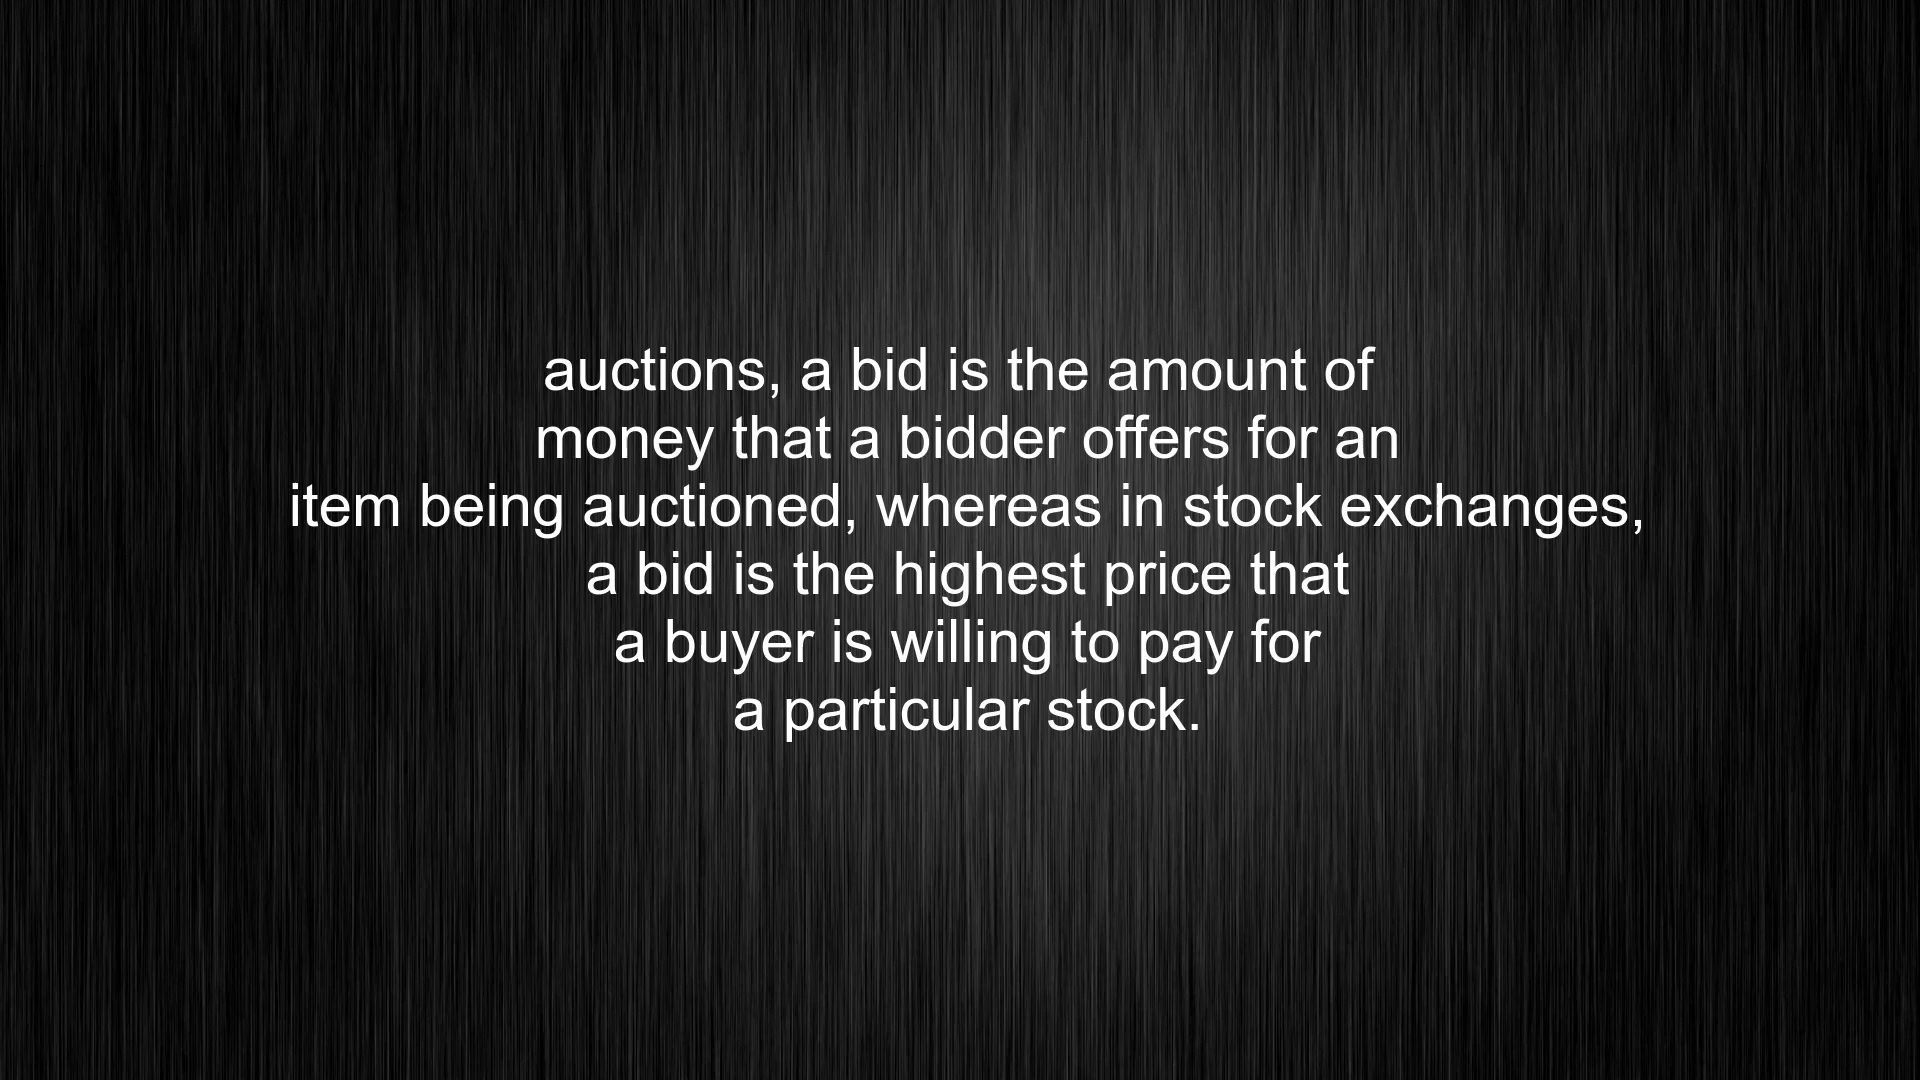 auctions, a bid is the amount of
money that a bidder offers for an
item being auctioned, whereas in stock exchanges,
a bid is the highest price that
a buyer is willing to pay for
a particular stock.